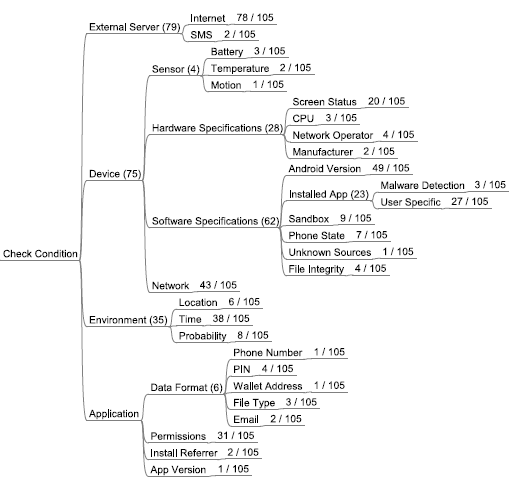 External Server (79)
Internet 78 / 105
SMS 2 / 105
Sensor (4)
Battery 3 / 105
Temperature 2 / 105
Motion 1 / 105
Hardware Specifications (28)
Screen Status 20 / 105
CPU 3 / 105
Network Operator 4 / 105
Manufacturer 2 / 105
Device (75)
Software Specifications (62)
Android Version 49 / 105
Installed App (23)
Malware Detection 3 / 105
User Specific 27 / 105
Sandbox 9 / 105
Phone State 7 / 105
Unknown Sources 1 / 105
File Integrity 4 / 105
Network 43 / 105
Check Condition
Environment (35)
Location 6 / 105
Time 38 / 105
Probability 8 / 105
Application
Data Format (6)
Phone Number 1 / 105
PIN 4 / 105
Wallet Address 1 / 105
File Type 3 / 105
Email 2 / 105
Permissions 31 / 105
Install Referrer 2 / 105
App Version 1 / 105